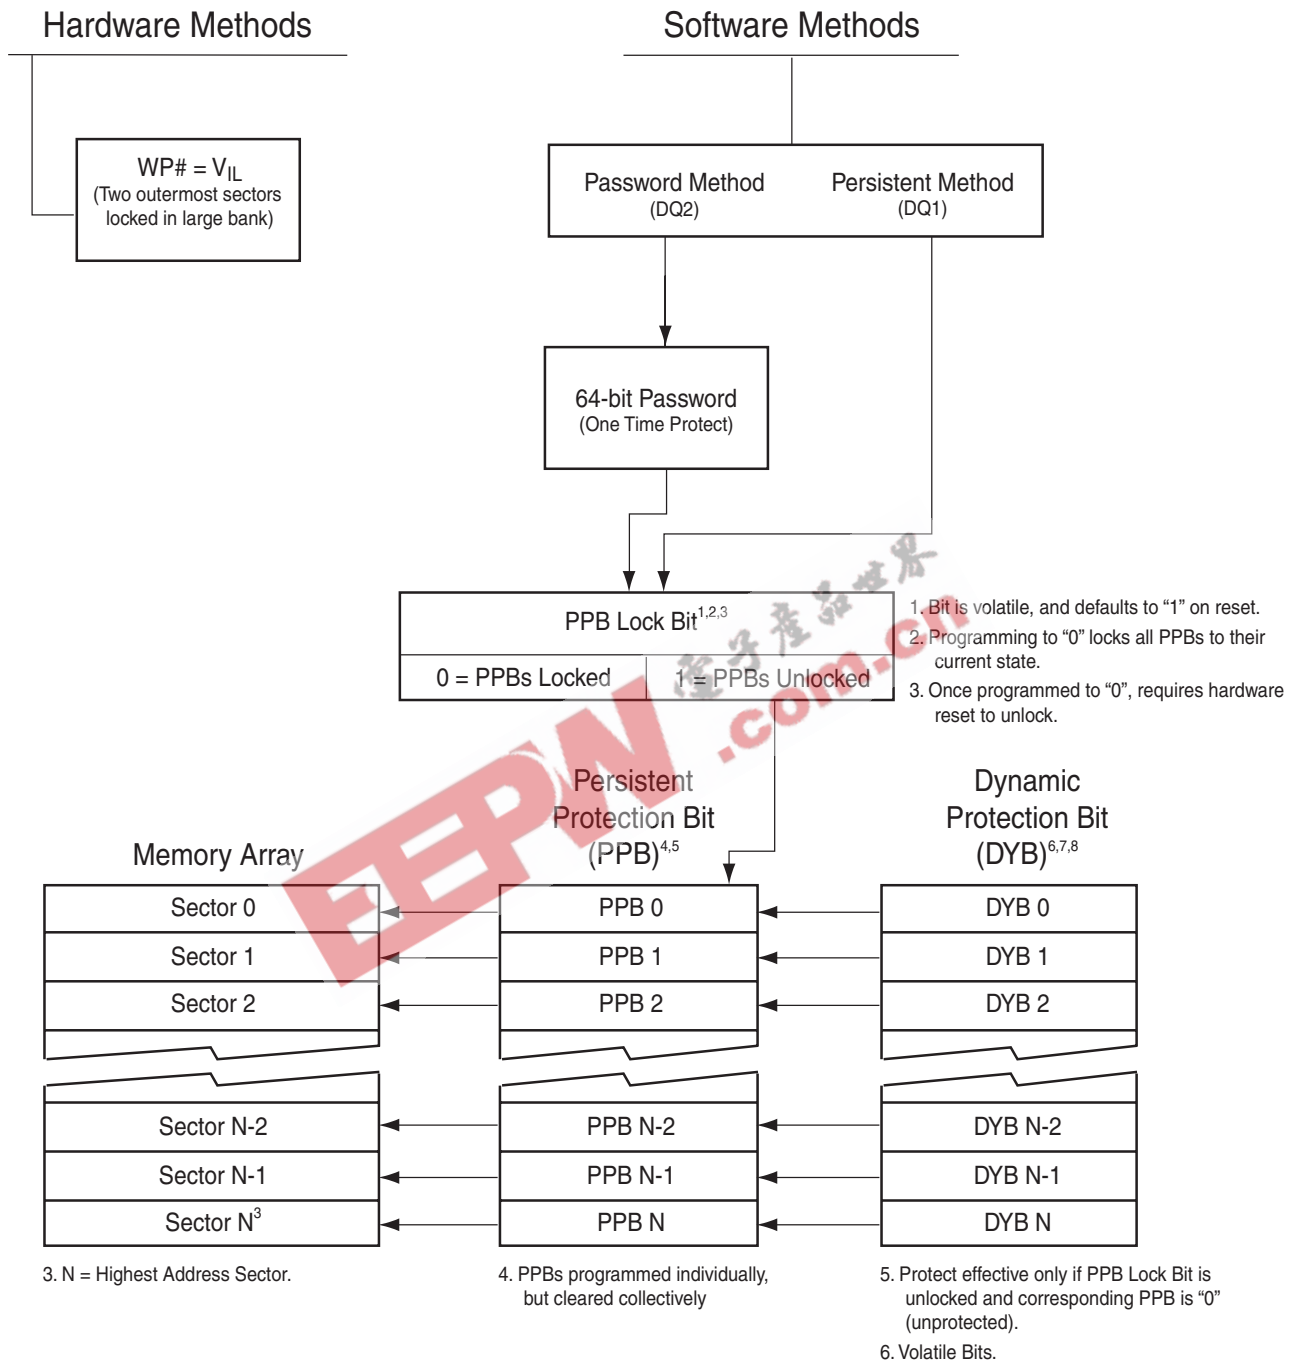 Hardware Methods
Software Methods
WP# = VIL
(Two outermost sectors
locked in large bank)
Password Method
(DQ2)
Persistent Method
(DQ1)
64-bit Password
(One Time Protect)
PPB Lock Bit1,2,3
0 = PPBs Locked
1 = PPBs Unlocked
1. Bit is volatile, and defaults to “1” on reset.
2. Programming to “0” locks all PPBs to their
current state.
3. Once programmed to “0”, requires hardware
reset to unlock.
電子產品世界
EEPW.com.cn
Memory Array
Persistent
Protection Bit
(PPB)4,5
Dynamic
Protection Bit
(DYB)6,7,8
Sector 0
PPB 0
DYB 0
Sector 1
PPB 1
DYB 1
Sector 2
PPB 2
DYB 2
Sector N-2
PPB N-2
DYB N-2
Sector N-1
PPB N-1
DYB N-1
Sector N3
PPB N
DYB N
3. N = Highest Address Sector.
4. PPBs programmed individually,
but cleared collectively
5. Protect effective only if PPB Lock Bit is
unlocked and corresponding PPB is “0”
(unprotected).
6. Volatile Bits.